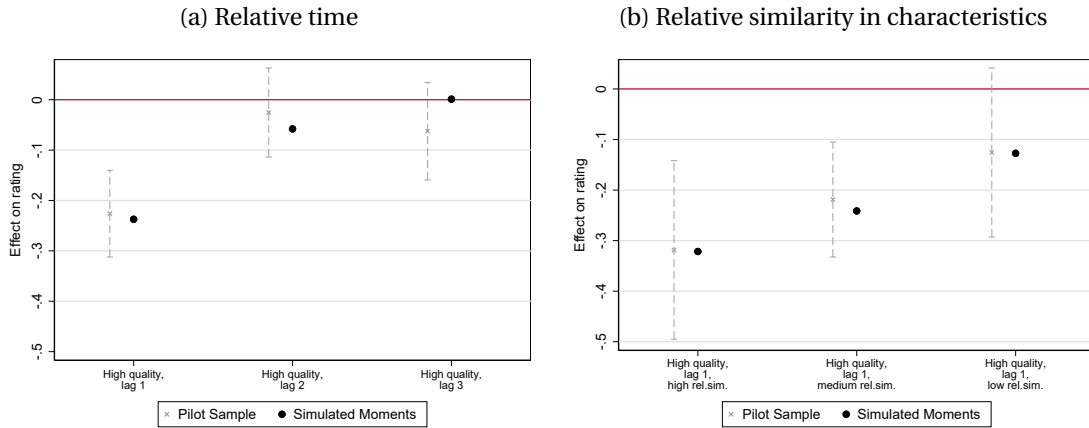 (a) Relative time
Effect on rating
0
-.1
-.2
-.3
-.4
-.5
High quality,
lag 1
High quality,
lag 2
High quality,
lag 3
Pilot Sample
Simulated Moments
(b) Relative similarity in characteristics
Effect on rating
0
-.1
-.2
-.3
-.4
-.5
High quality,
lag 1,
high rel.sim.
High quality,
lag 1,
medium rel.sim.
High quality,
lag 1,
low rel.sim.
Pilot Sample
Simulated Moments